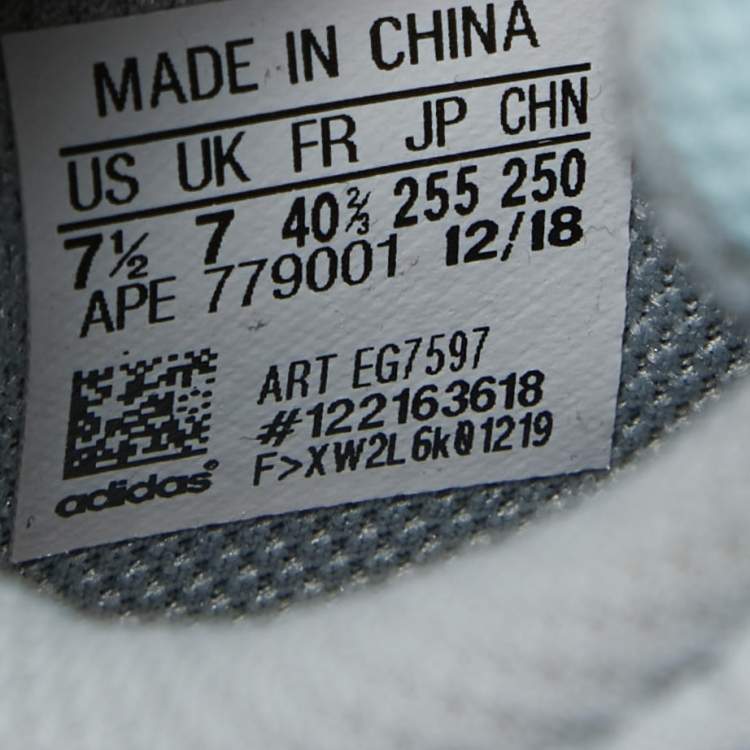 MADE IN CHINA
US UK FR JP CHN
7½ 7 40⅔ 255 250
APE 779001 12/18
ART EG7597
#122163618
F>XW2L6k01219
adidas®